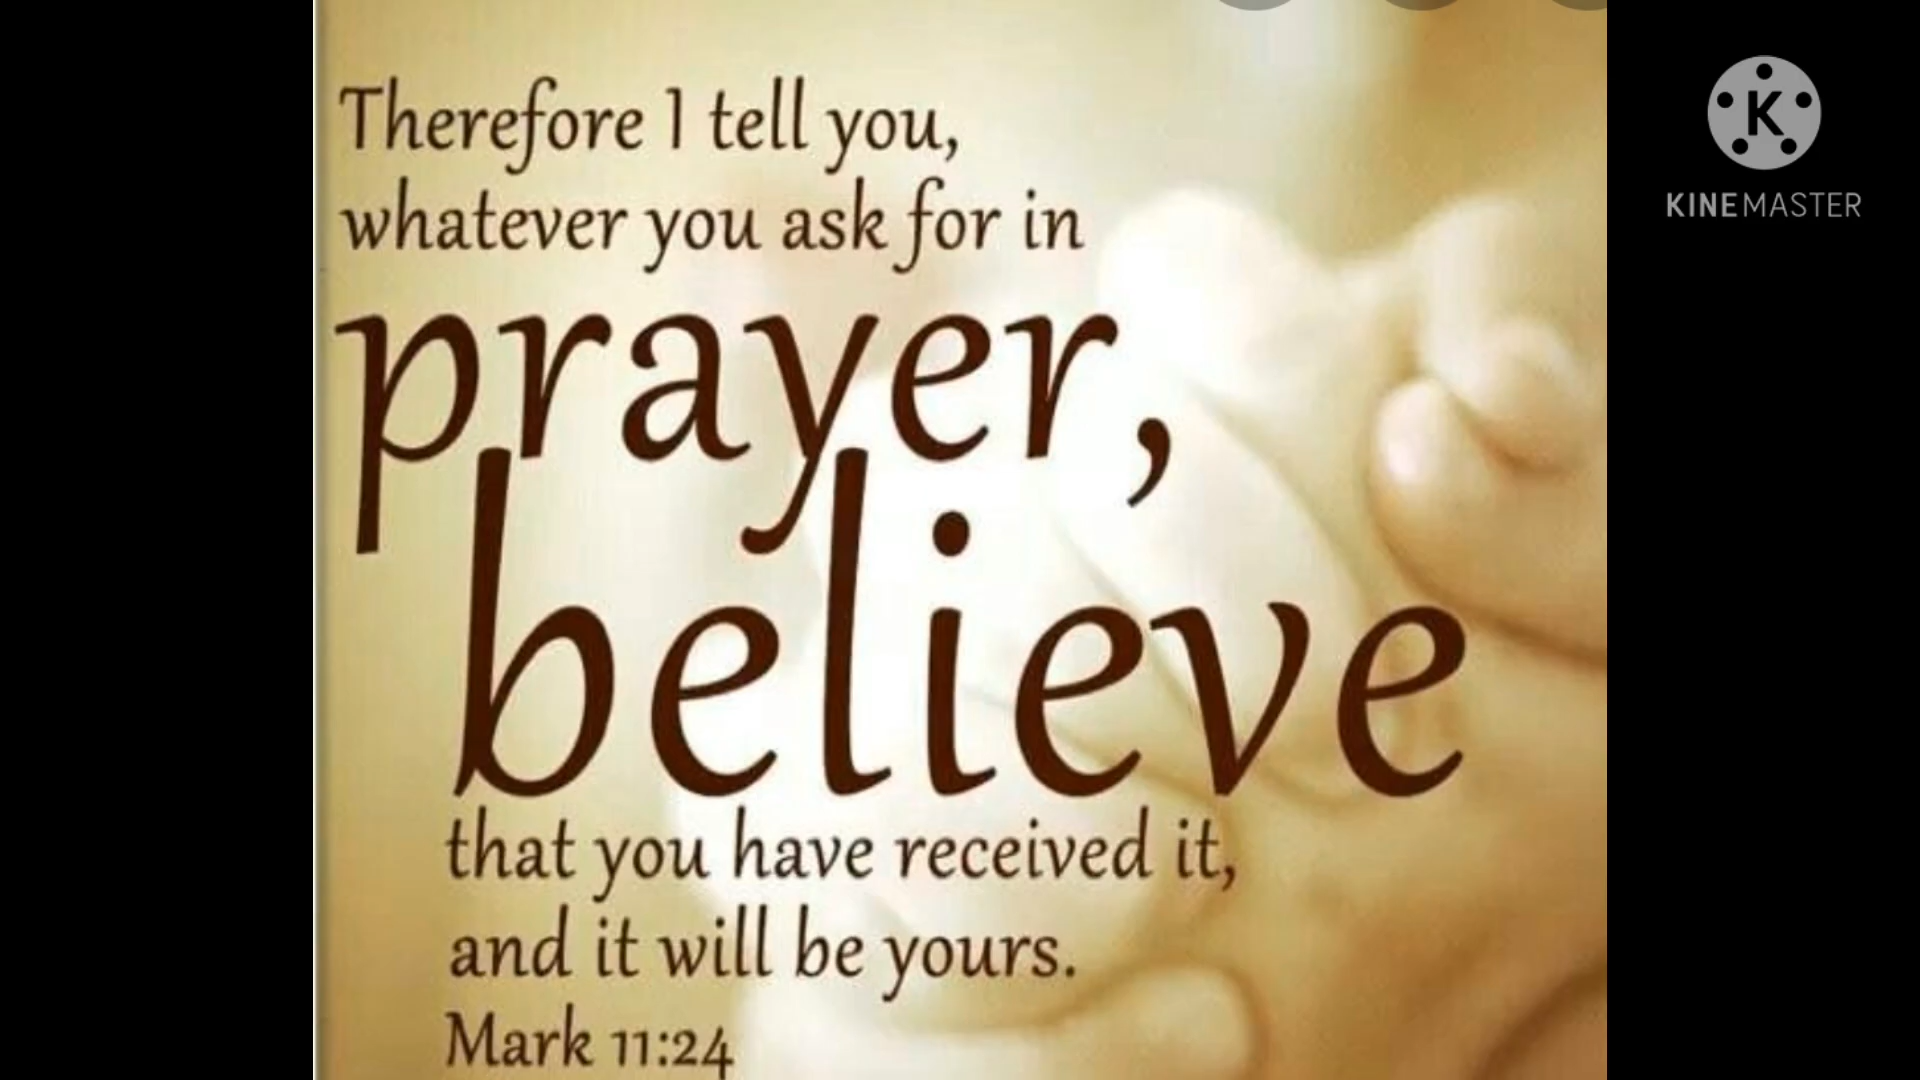 Therefore I tell you,
whatever you ask for in
prayer,
believe
that you have received it,
and it will be yours.
Mark 11:24
K
KINEMASTER